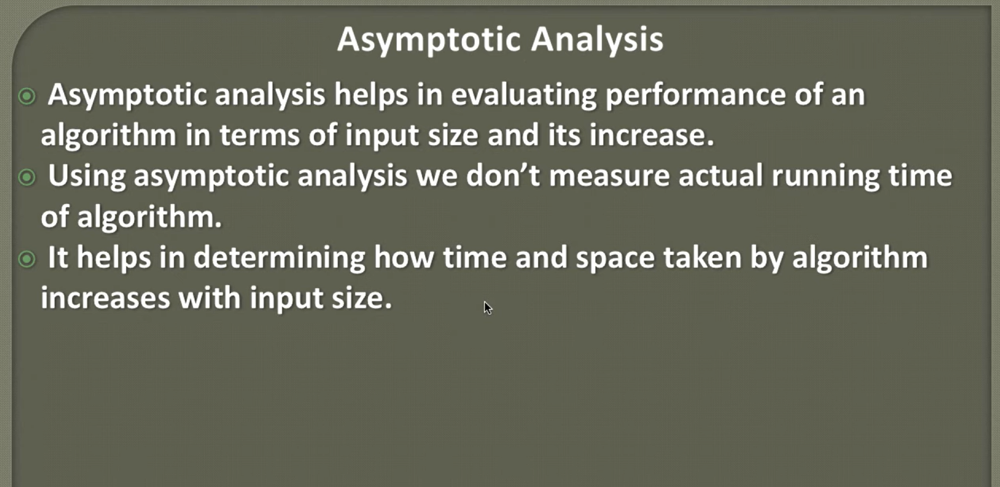 Asymptotic Analysis
Asymptotic analysis helps in evaluating performance of an
algorithm in terms of input size and its increase.
Using asymptotic analysis we don’t measure actual running time
of algorithm.
It helps in determining how time and space taken by algorithm
increases with input size.